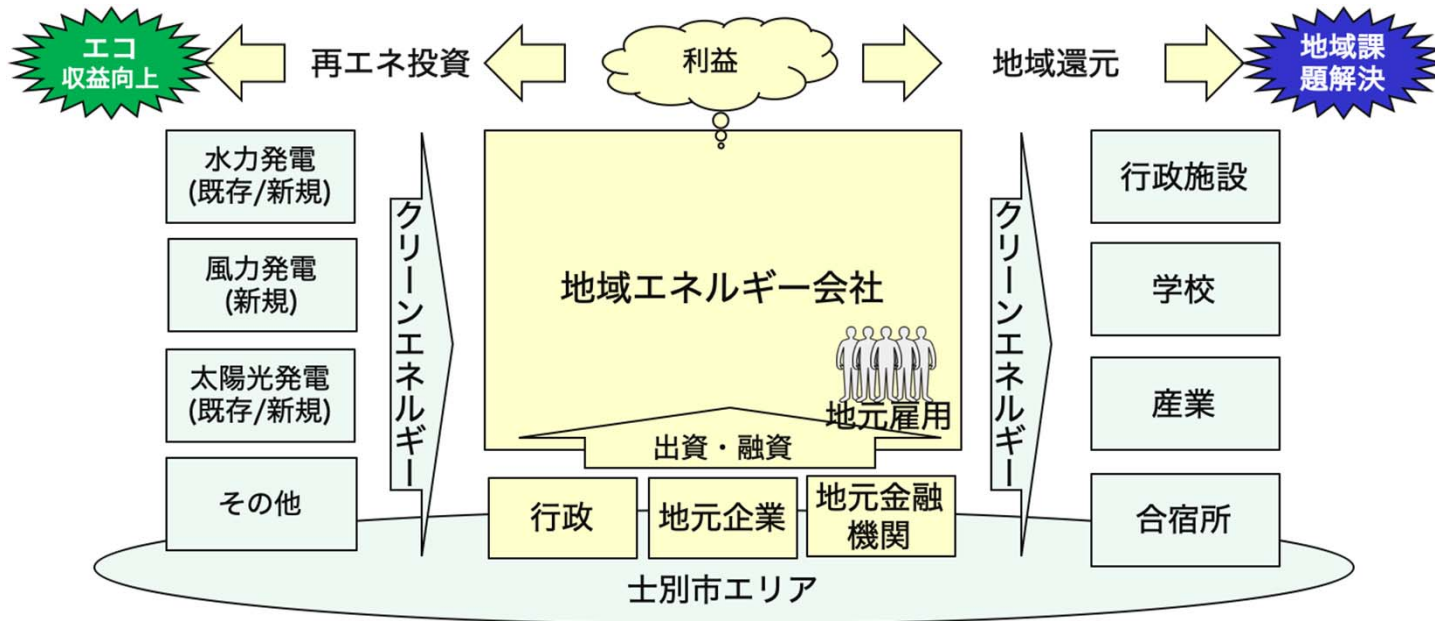 エコ
収益向上
再エネ投資
利益
地域還元
地域課
題解決
水力発電
(既存/新規)
風力発電
(新規)
太陽光発電
(既存/新規)
その他
クリーンエネルギー
地域エネルギー会社
地元雇用
出資・融資
行政
地元企業
地元金融
機関
クリーンエネルギー
行政施設
学校
産業
合宿所
士別市エリア